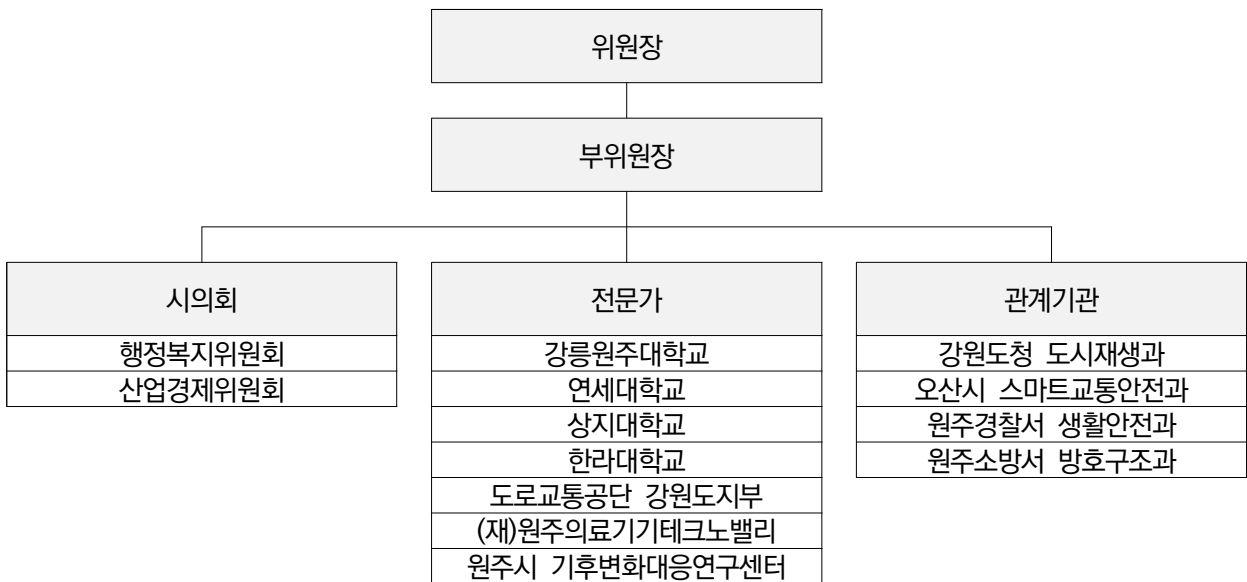 위원장
부위원장
시의회
행정복지위원회
산업경제위원회
전문가
강릉원주대학교
연세대학교
상지대학교
한라대학교
도로교통공단 강원도지부
(재)원주의료기기테크노밸리
원주시 기후변화대응연구센터
관계기관
강원도청 도시재생과
오산시 스마트교통안전과
원주경찰서 생활안전과
원주소방서 방호구조과